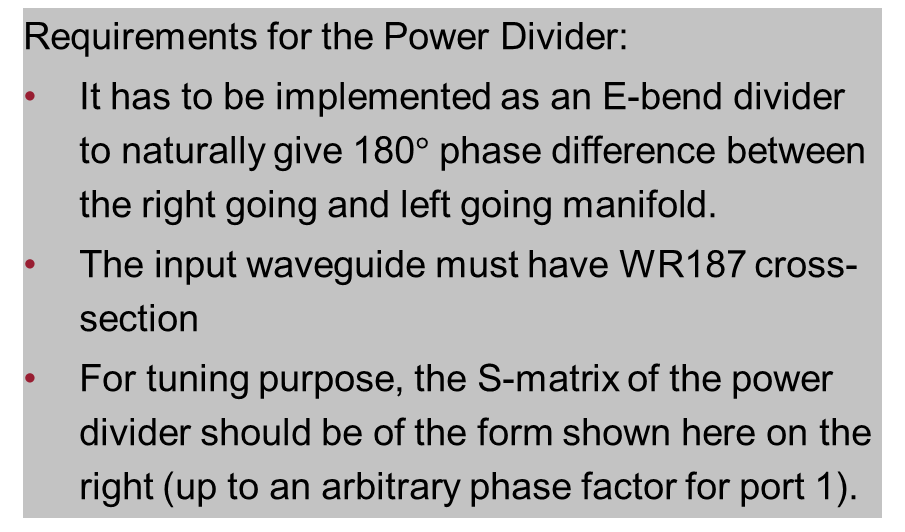 Requirements for the Power Divider:
• It has to be implemented as an E-bend divider
to naturally give 180° phase difference between
the right going and left going manifold.
• The input waveguide must have WR187 cross-
section
• For tuning purpose, the S-matrix of the power
divider should be of the form shown here on the
right (up to an arbitrary phase factor for port 1).